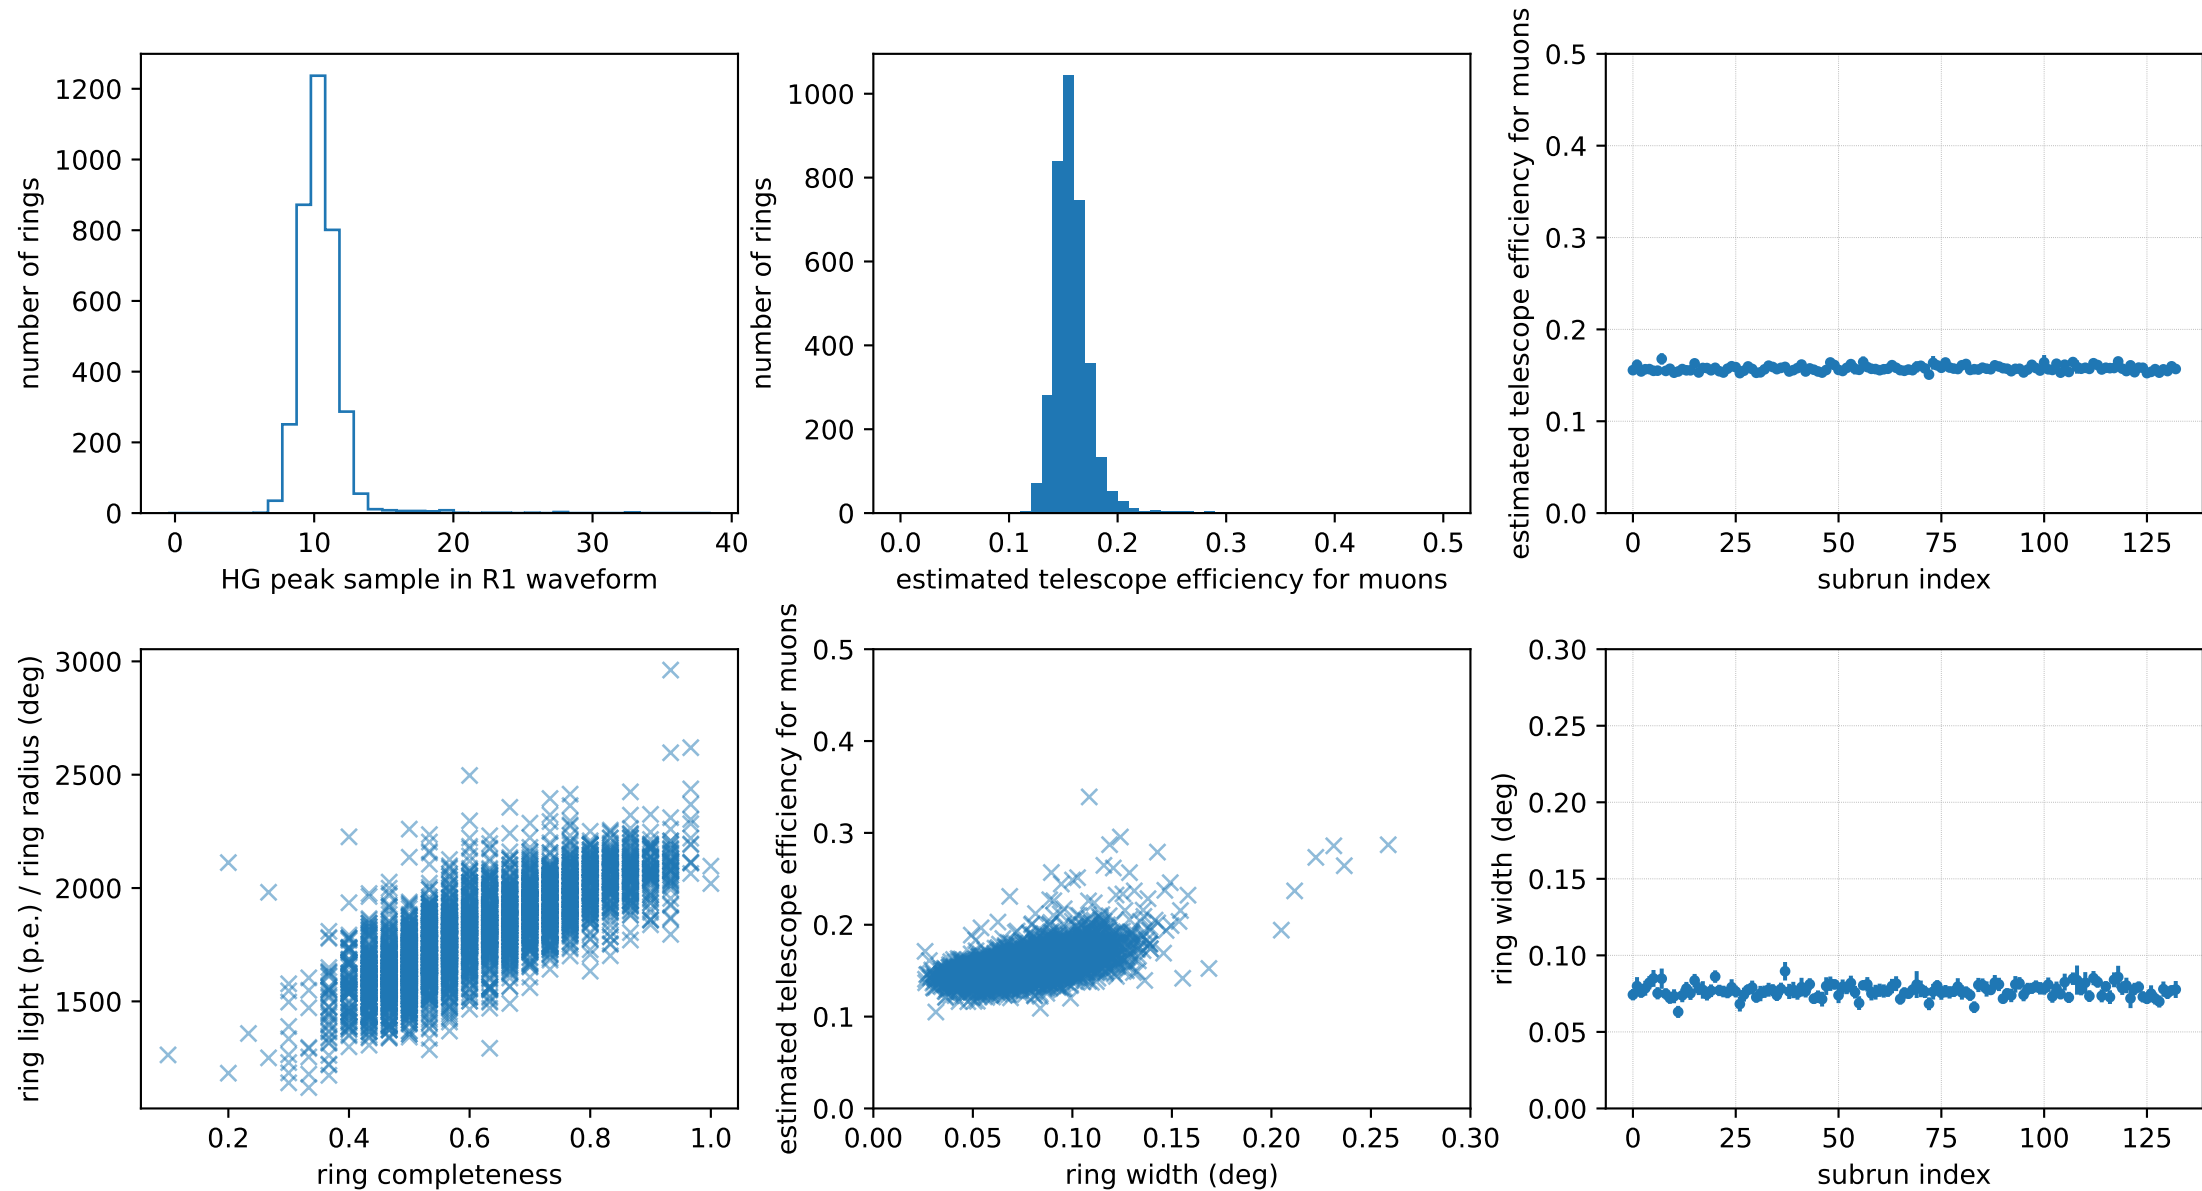 number of rings
1200
1000
800
600
400
200
0
0 10 20 30 40
HG peak sample in R1 waveform
number of rings
1000
800
600
400
200
0
0.0 0.1 0.2 0.3 0.4 0.5
estimated telescope efficiency for muons
estimated telescope efficiency for muons
0.5
0.4
0.3
0.2
0.1
0.0
0 25 50 75 100 125
subrun index
ring light (p.e.) / ring radius (deg)
3000
2500
2000
1500
0.2 0.4 0.6 0.8 1.0
ring completeness
estimated telescope efficiency for muons
0.5
0.4
0.3
0.2
0.1
0.0
0.00 0.05 0.10 0.15 0.20 0.25 0.30
ring width (deg)
ring width (deg)
0.30
0.25
0.20
0.15
0.10
0.05
0.00
0 25 50 75 100 125
subrun index